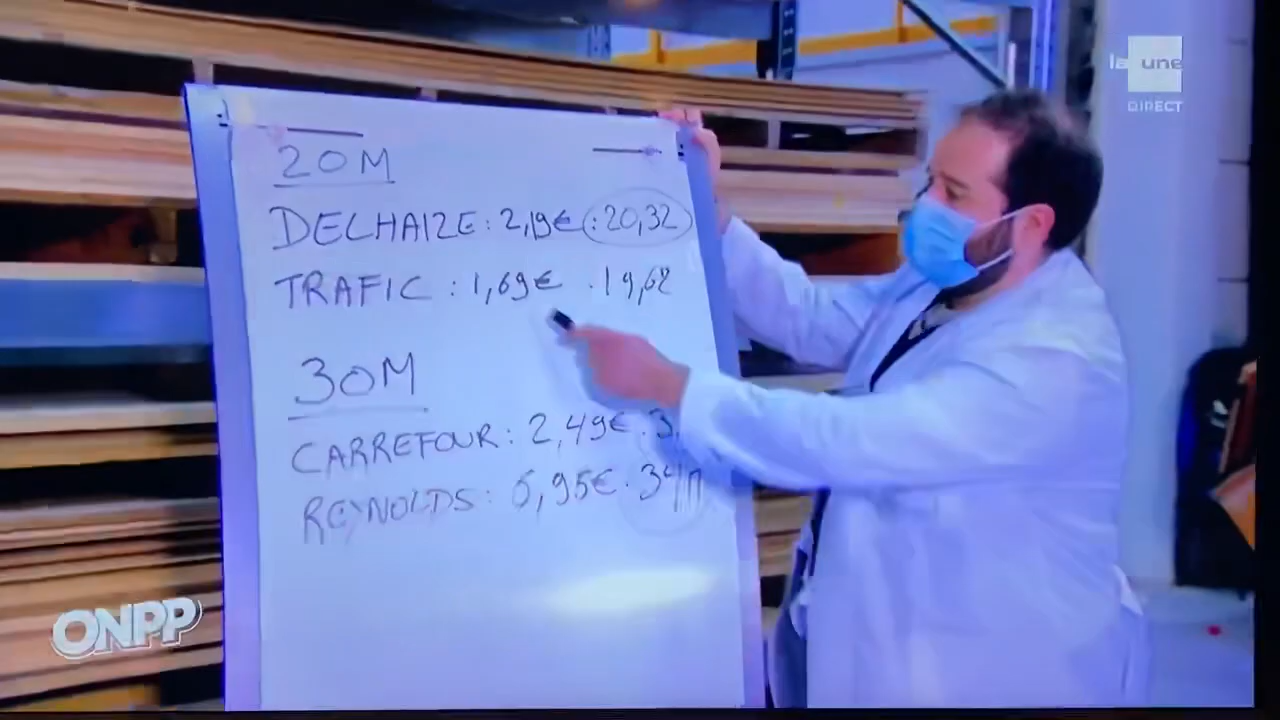 la une
DIRECT
20M
DELHAIZE : 2,19€ : 20,32
TRAFIC : 1,69€ . 19,62
30M
CARREFOUR : 2,49€ . 3
REYNOLDS : 6,95€ .
ONPP